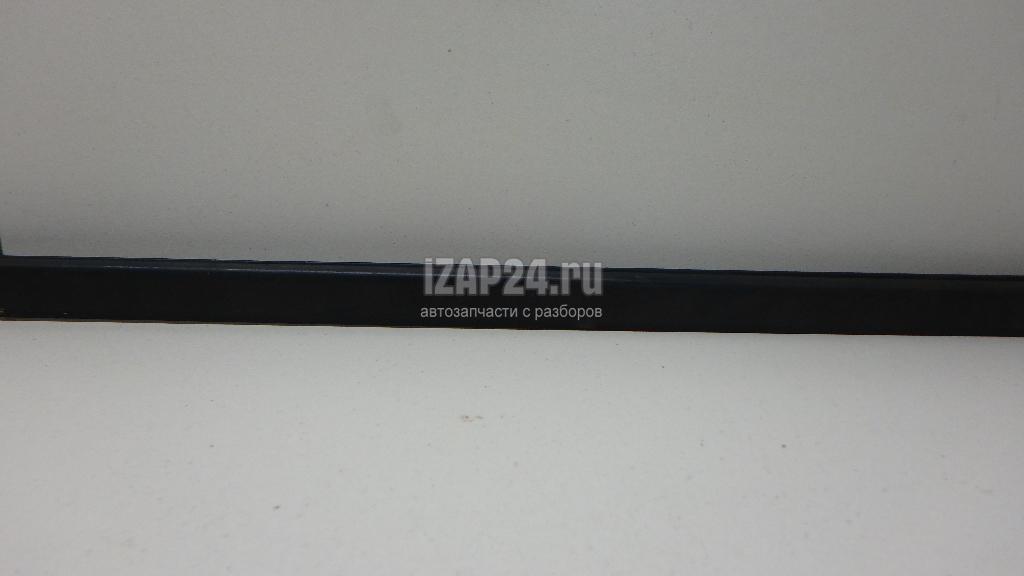 iZAP24.ru
автозапчасти с разборов